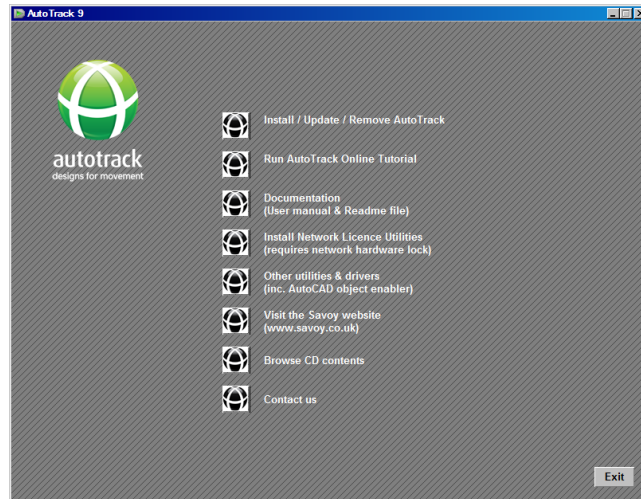 AutoTrack 9
autotrack
designs for movement
Install / Update / Remove AutoTrack
Run AutoTrack Online Tutorial
Documentation
(User manual & Readme file)
Install Network Licence Utilities
(requires network hardware lock)
Other utilities & drivers
(inc. AutoCAD object enabler)
Visit the Savoy website
(www.savoy.co.uk)
Browse CD contents
Contact us
Exit